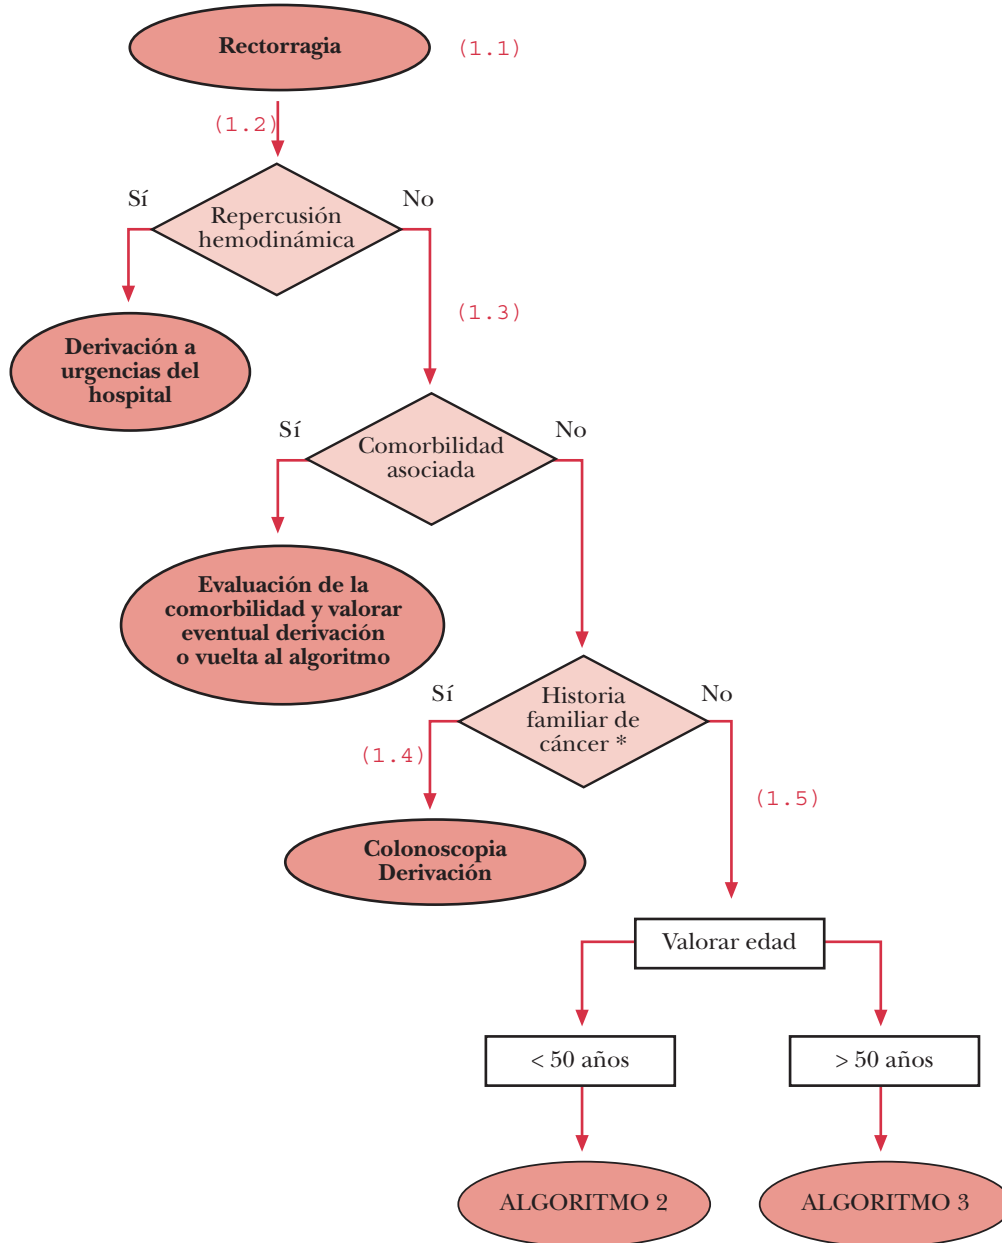 Rectorragia
(1.1)
(1.2)
Sí
No
Repercusión
hemodinámica
(1.3)
Derivación a
urgencias del
hospital
Sí
No
Comorbilidad
asociada
Evaluación de la
comorbilidad y valorar
eventual derivación
o vuelta al algoritmo
Sí
No
Historia
familiar de
cáncer *
(1.4)
(1.5)
Colonoscopia
Derivación
Valorar edad
< 50 años
> 50 años
ALGORITMO 2
ALGORITMO 3